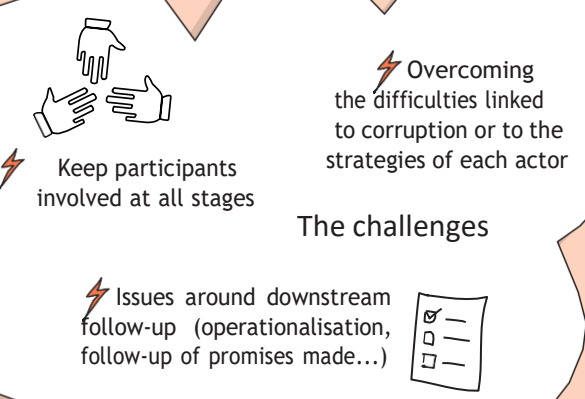 Overcoming
the difficulties linked
to corruption or to the
strategies of each actor
Keep participants
involved at all stages
The challenges
Issues around downstream
follow-up (operationalisation,
follow-up of promises made...)